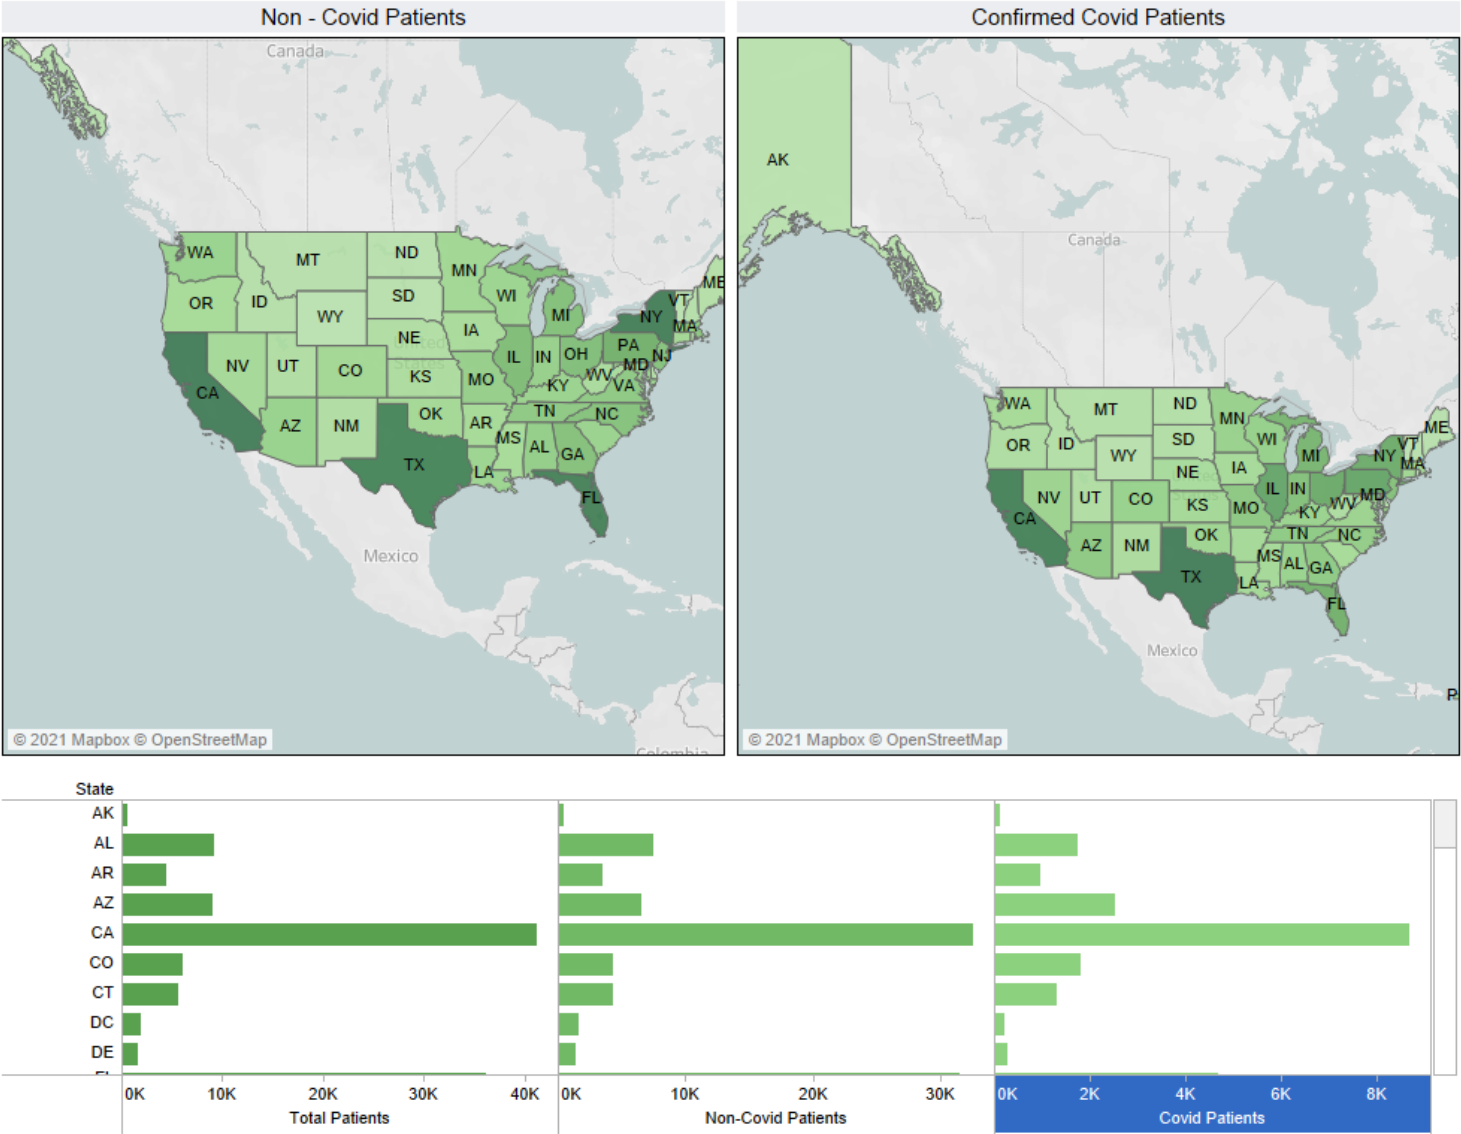 Non - Covid Patients
Canada
WA
MT
ND
MN
OR
ID
SD
WI
WY
MI
NY
VT
ME
MA
NE
IA
United States
NV
UT
CO
KS
MO
IL
IN
OH
PA
NJ
MD
WV
VA
KY
CA
AZ
NM
OK
AR
TN
NC
MS
AL
GA
TX
LA
FL
Mexico
Colombia
© 2021 Mapbox © OpenStreetMap
Confirmed Covid Patients
AK
Canada
WA
MT
ND
MN
OR
ID
SD
WI
WY
MI
NY
VT
ME
MA
NE
IA
NV
UT
CO
KS
MO
IL
IN
MD
WV
KY
CA
AZ
NM
OK
TN
NC
MS
AL
GA
TX
LA
FL
Mexico
P
© 2021 Mapbox © OpenStreetMap
State
AK
AL
AR
AZ
CA
CO
CT
DC
DE
0K 10K 20K 30K 40K 0K 10K 20K 30K 0K 2K 4K 6K 8K
Total Patients Non-Covid Patients Covid Patients